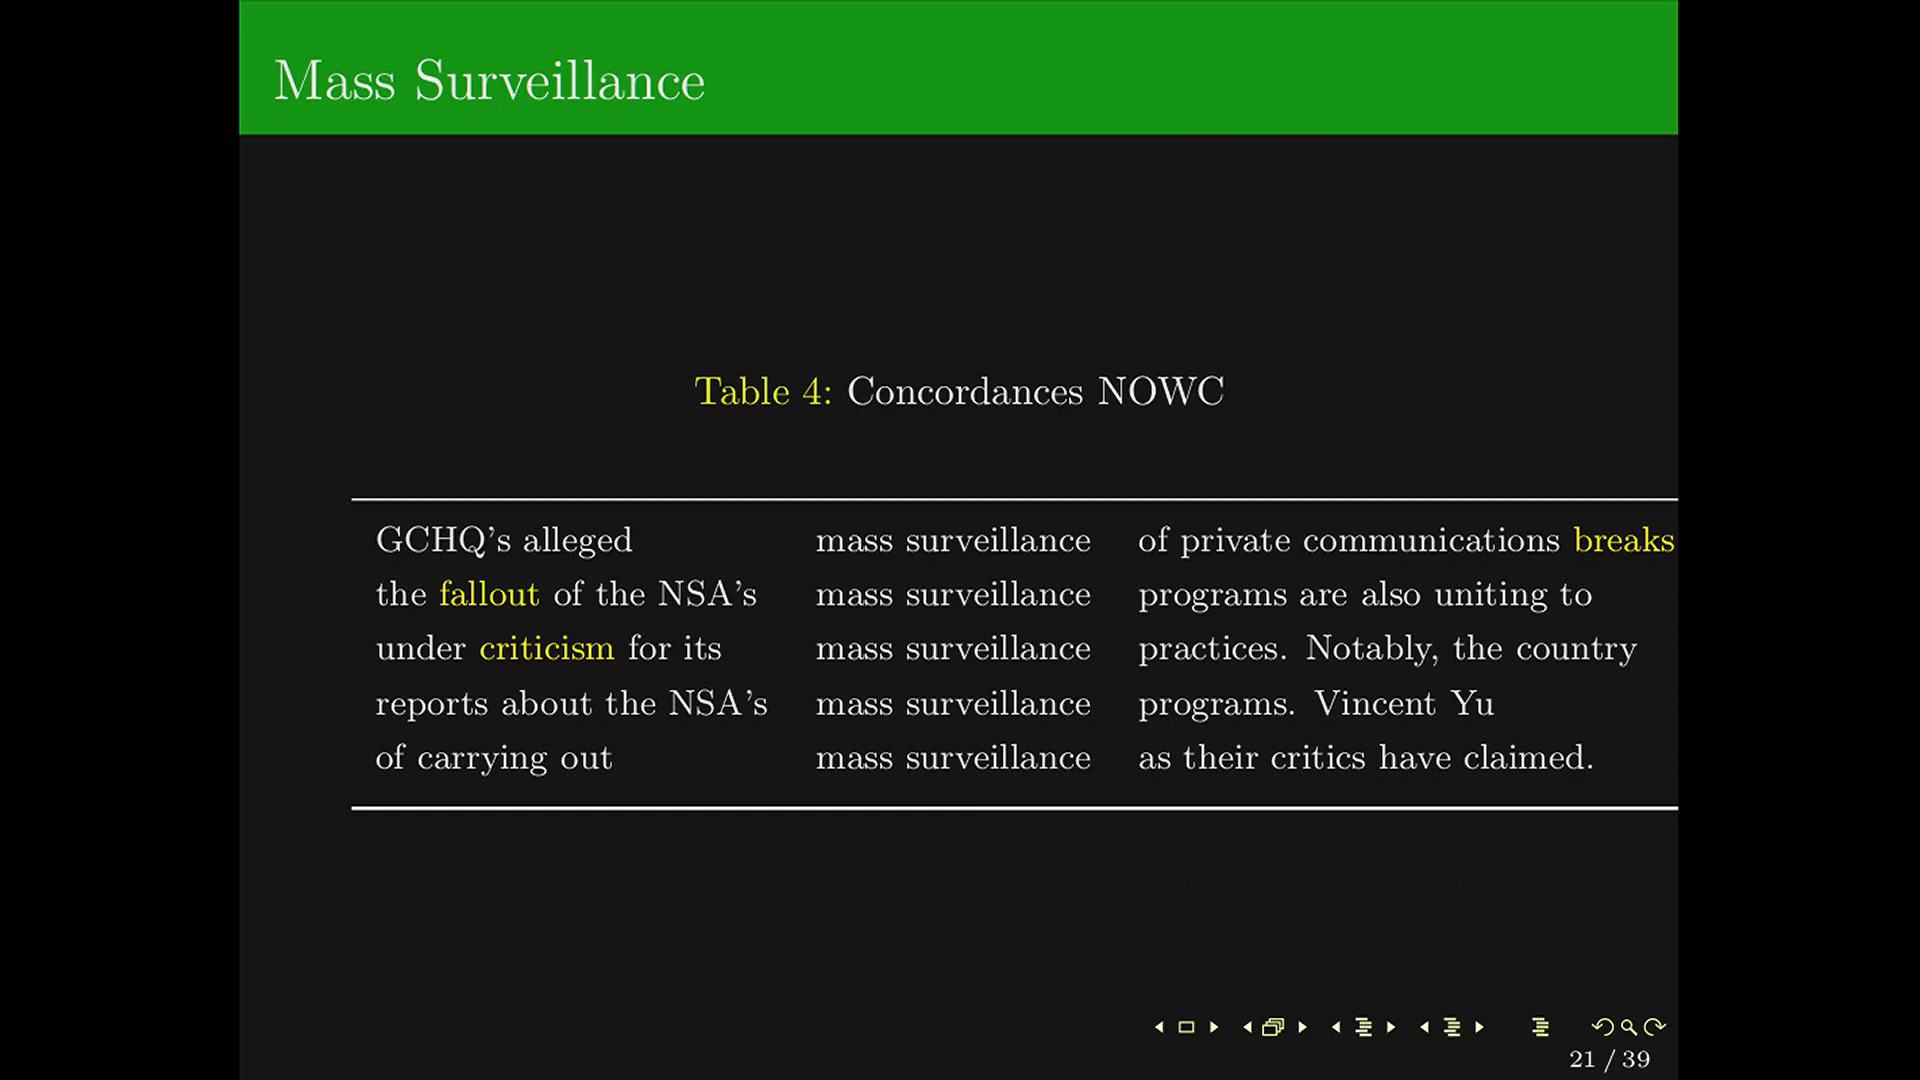 Mass Surveillance
Table 4: Concordances NOWC
GCHQ's alleged mass surveillance of private communications breaks
the fallout of the NSA's mass surveillance programs are also uniting to
under criticism for its mass surveillance practices. Notably, the country
reports about the NSA's mass surveillance programs. Vincent Yu
of carrying out mass surveillance as their critics have claimed.
21 / 39